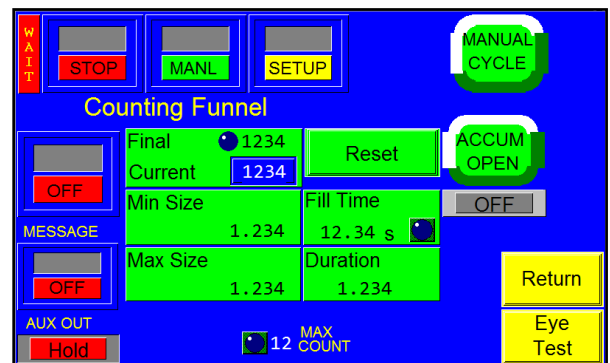 WAIT
STOP
MANL
SETUP
MANUAL
CYCLE
Counting Funnel
OFF
MESSAGE
Final 1234
Current 1234
Reset
ACCUM
OPEN
Min Size
1.234
Fill Time
12.34 s
OFF
OFF
AUX OUT
Hold
Max Size
1.234
Duration
1.234
12 MAX
COUNT
Return
Eye
Test